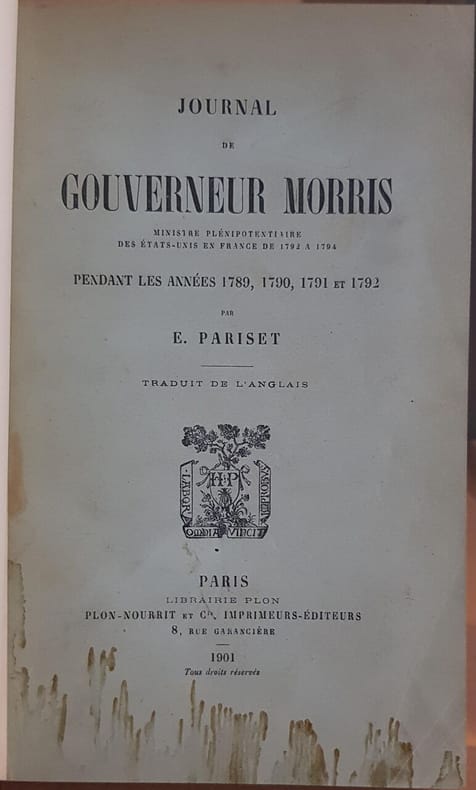 JOURNAL
DE
GOUVERNEUR MORRIS
MINISTRE PLÉNIPOTENTIAIRE
DES ÉTATS-UNIS EN FRANCE DE 1792 A 1794
PENDANT LES ANNÉES 1789, 1790, 1791 ET 1792
PAR
E. PARISET
TRADUIT DE L'ANGLAIS
LABOR
H P
IMPROBVS
OMNIA VINCIT
PARIS
LIBRAIRIE PLON
PLON-NOURRIT ET Cie, IMPRIMEURS-ÉDITEURS
8, RUE GARANCIÈRE
1901
Tous droits réservés